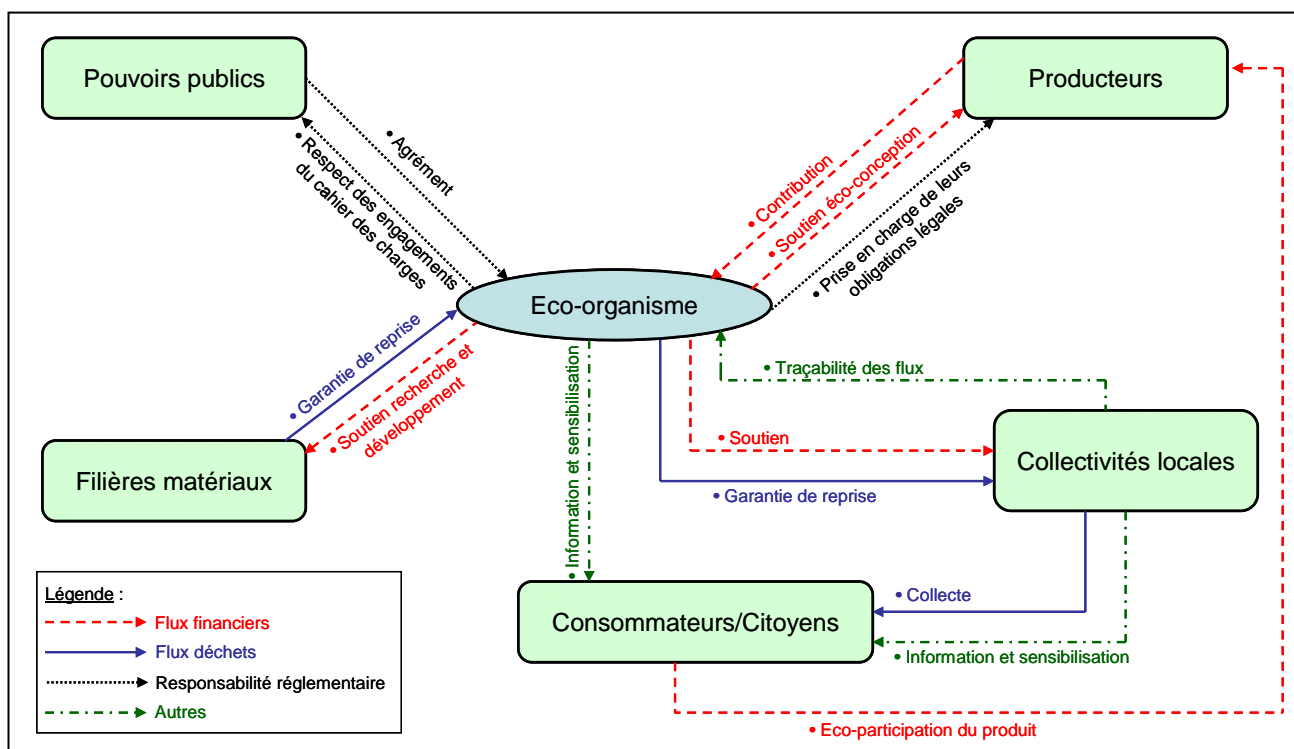 Pouvoirs publics
Producteurs
• Agrément
• Respect des engagements
du cahier des charges
• Contribution
• Soutien éco-conception
• Prise en charge de leurs
obligations légales
Eco-organisme
• Garantie de reprise
• Soutien recherche et
développement
• Information et sensibilisation
• Traçabilité des flux
• Soutien
• Garantie de reprise
Filières matériaux
Collectivités locales
Consommateurs/Citoyens
• Collecte
• Information et sensibilisation
• Eco-participation du produit
Légende :
Flux financiers
Flux déchets
Responsabilité réglementaire
Autres